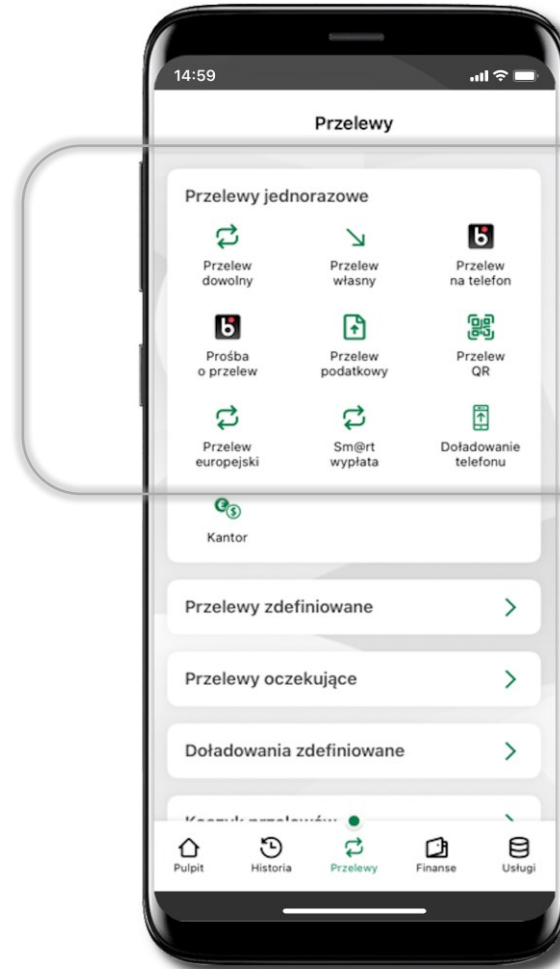 14:59
Przelewy
Przelewy jednorazowe
Przelew
dowolny
Przelew
własny
Przelew
na telefon
Prośba
o przelew
Przelew
podatkowy
Przelew
QR
Przelew
europejski
Sm@rt
wypłata
Doładowanie
telefonu
Kantor
Przelewy zdefiniowane
Przelewy oczekujące
Doładowania zdefiniowane
Pulpit
Historia
Przelewy
Finanse
Usługi